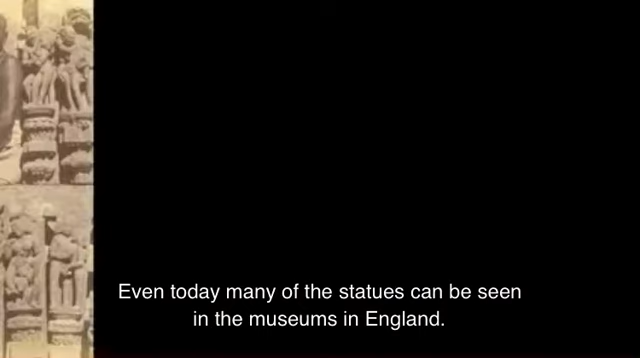 Even today many of the statues can be seen
in the museums in England.